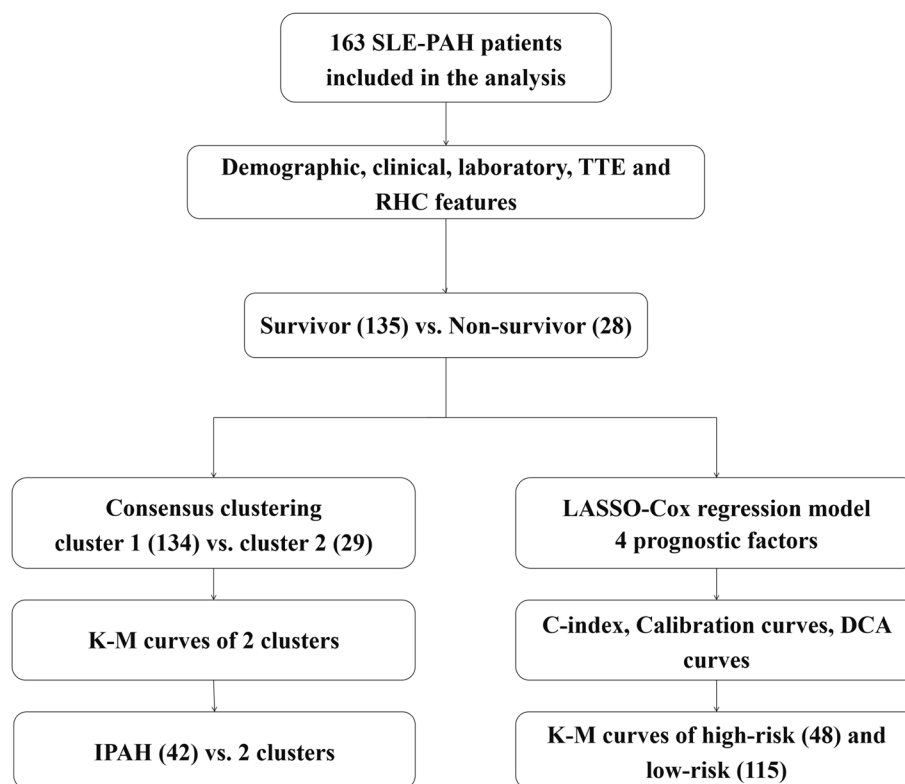 163 SLE-PAH patients
included in the analysis
Demographic, clinical, laboratory, TTE and
RHC features
Survivor (135) vs. Non-survivor (28)
Consensus clustering
cluster 1 (134) vs. cluster 2 (29)
K-M curves of 2 clusters
IPAH (42) vs. 2 clusters
LASSO-Cox regression model
4 prognostic factors
C-index, Calibration curves, DCA
curves
K-M curves of high-risk (48) and
low-risk (115)